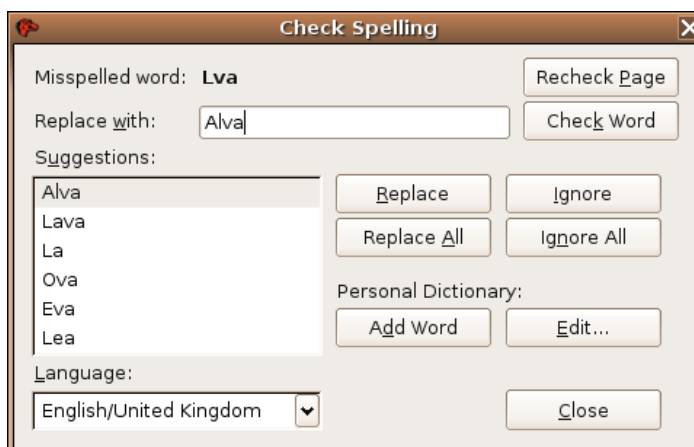 Check Spelling
Misspelled word: Lva
Recheck Page
Replace with: Alva
Check Word
Suggestions:
Alva
Lava
La
Ova
Eva
Lea
Replace
Ignore
Replace All
Ignore All
Personal Dictionary:
Add Word
Edit...
Language:
English/United Kingdom
Close